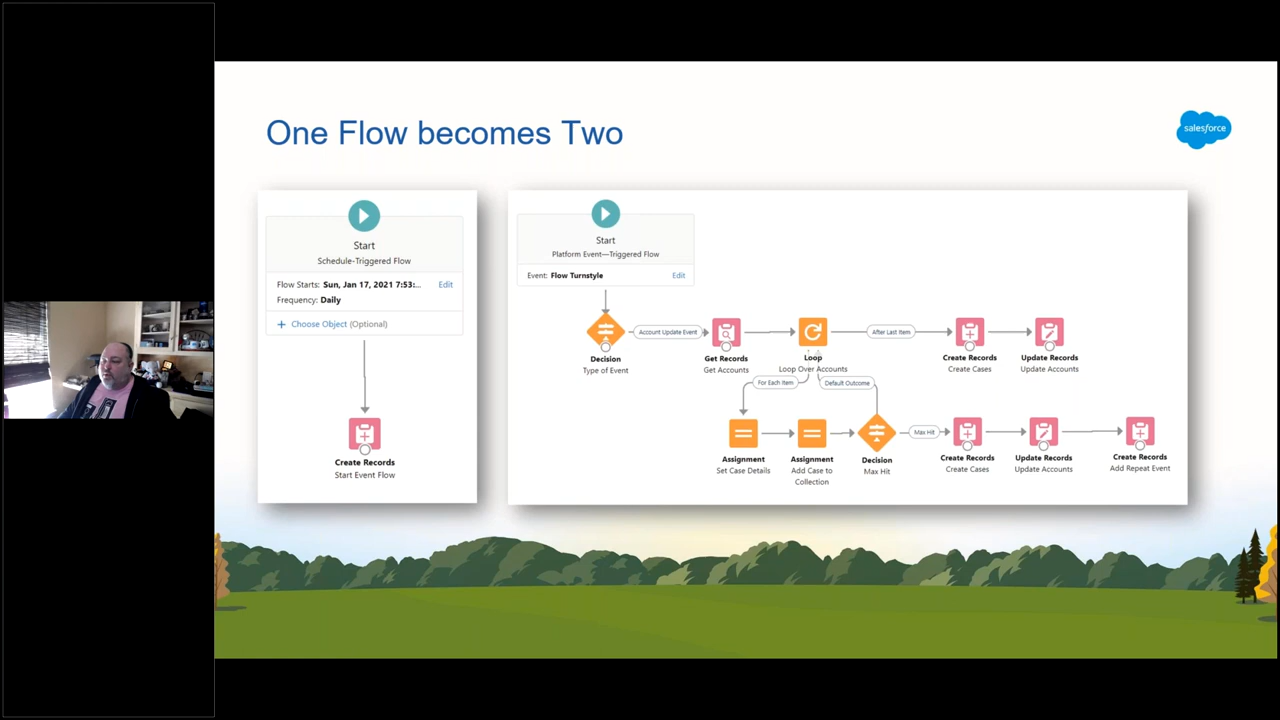 One Flow becomes Two
salesforce
Start
Schedule-Triggered Flow
Flow Starts: Sun, Jan 17, 2021 7:53:... Edit
Frequency: Daily
+ Choose Object (Optional)
Create Records
Start Event Flow
Start
Platform Event—Triggered Flow
Event: Flow Turnstyle Edit
Decision
Type of Event
Account Update Event
Get Records
Get Accounts
Loop
Loop Over Accounts
After Last Item
Create Records
Create Cases
Update Records
Update Accounts
For Each Item
Default Outcome
Assignment
Set Case Details
Assignment
Add Case to
Collection
Decision
Max Hit
Max Hit
Create Records
Create Cases
Update Records
Update Accounts
Create Records
Add Repeat Event